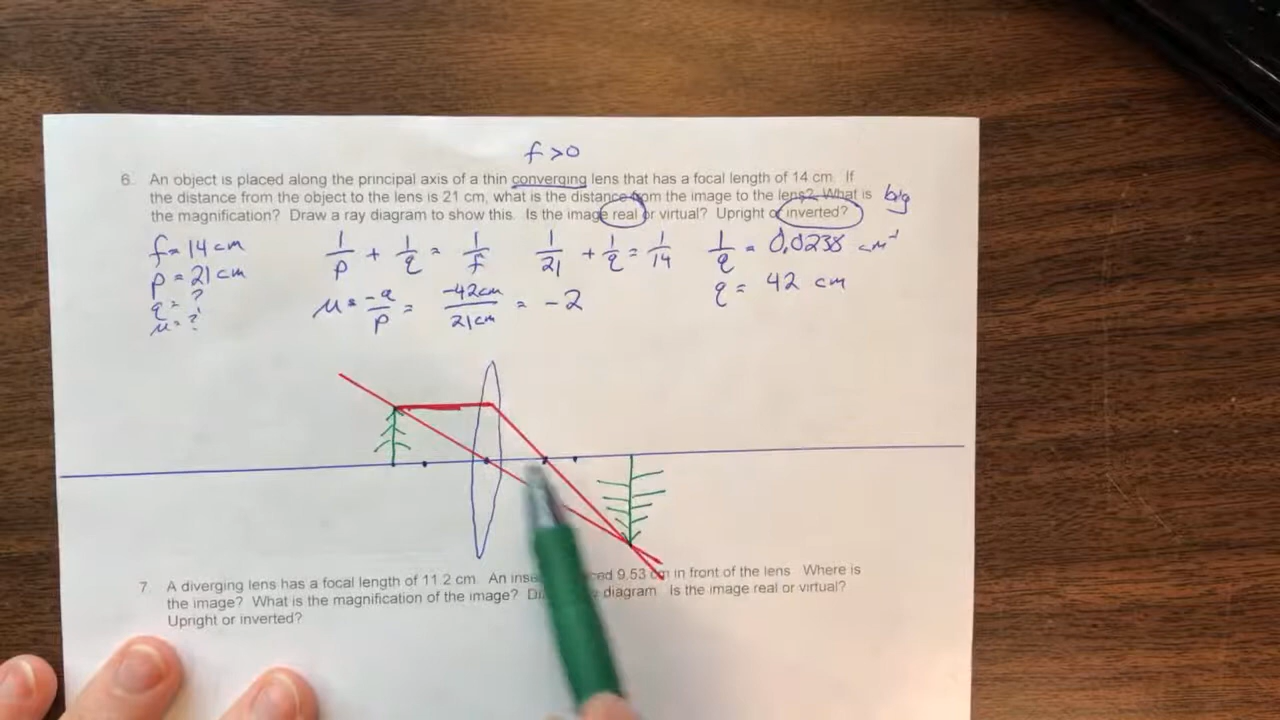 f >0
6. An object is placed along the principal axis of a thin converging lens that has a focal length of 14 cm. If
the distance from the object to the lens is 21 cm, what is the distance from the image to the lens? What is big
the magnification? Draw a ray diagram to show this. Is the image real or virtual? Upright or inverted?
f = 14 cm
p = 21 cm
q = ?
M = ?
1/p + 1/q = 1/f
1/21 + 1/q = 1/14
1/q = 0.0238 cm⁻¹
q = 42 cm
M = -q/p = -42cm/21cm = -2
7. A diverging lens has a focal length of 11.2 cm. An 9.53 cm in front of the lens. Where is
the image? What is the magnification of the image? diagram. Is the image real or virtual?
Upright or inverted?